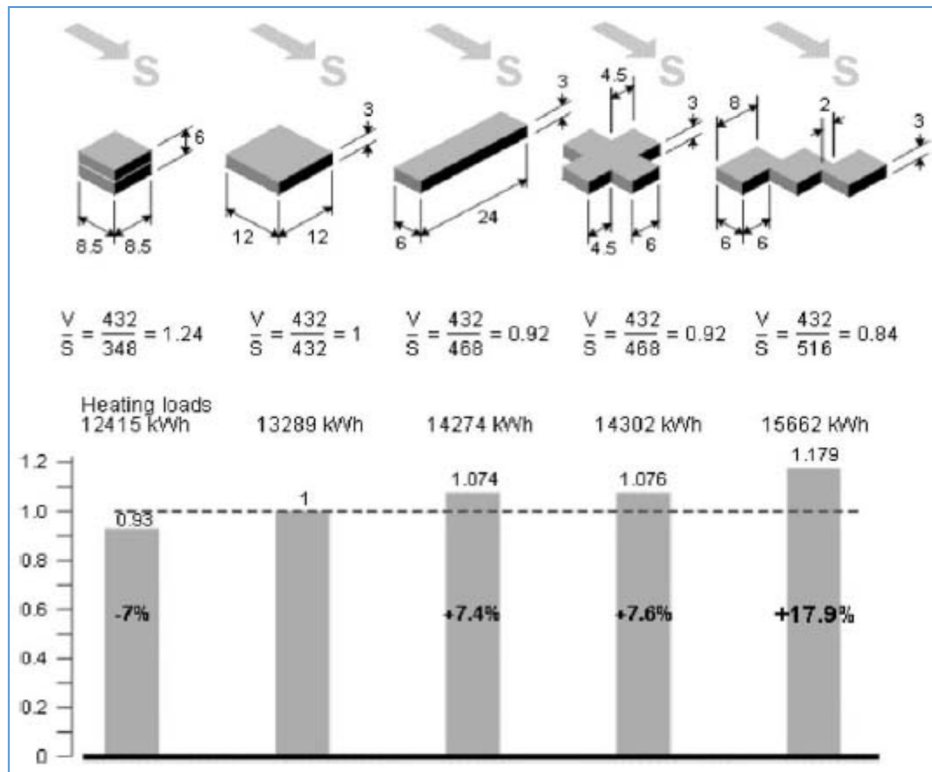 S S S S S
6
8.5 8.5
3
12 12
3
6 24
4.5
3
4.5 6
8 2
3
6 6
V/S = 432/348 = 1.24
V/S = 432/432 = 1
V/S = 432/468 = 0.92
V/S = 432/468 = 0.92
V/S = 432/516 = 0.84
Heating loads
12415 kWh 13289 kWh 14274 kWh 14302 kWh 15662 kWh
1.2
1.0
0.8
0.6
0.4
0.2
0
0.93 1 1.074 1.076 1.179
-7% +7.4% +7.6% +17.9%